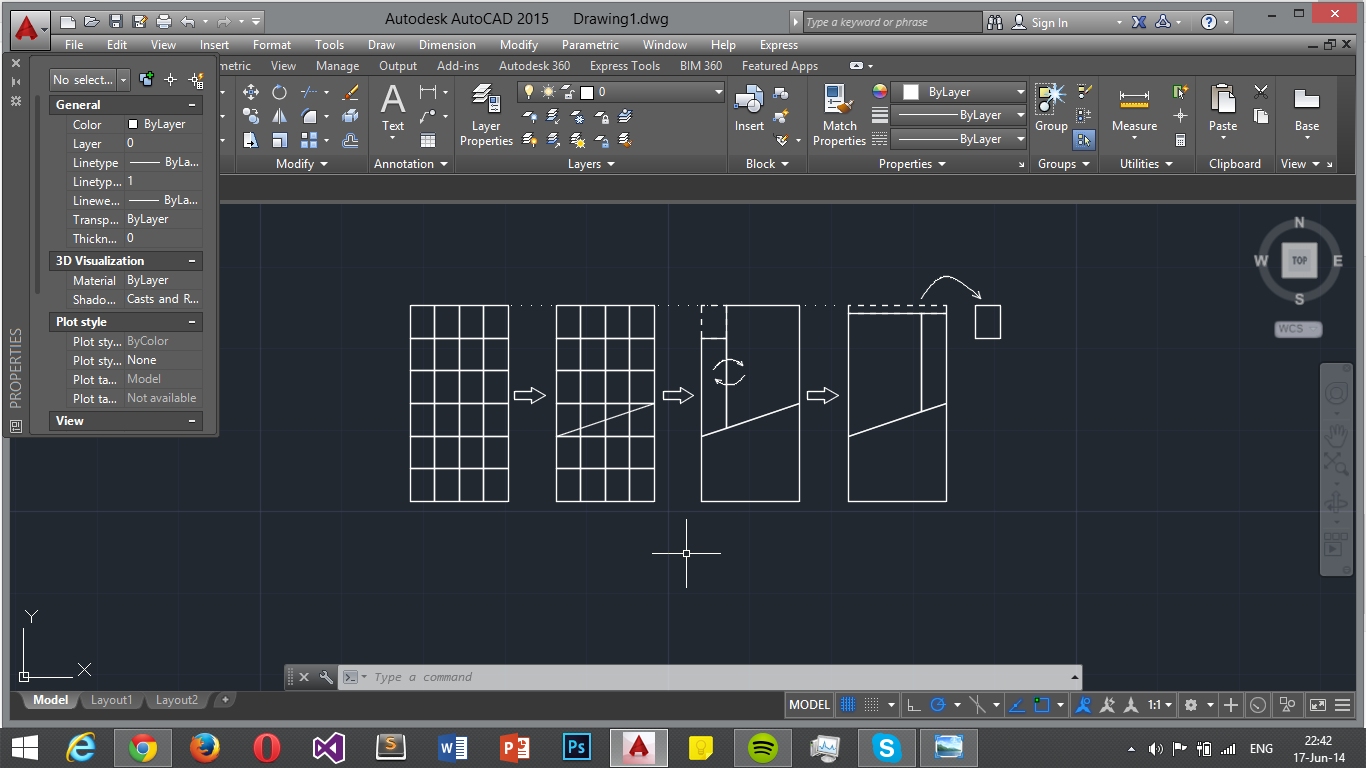 Autodesk AutoCAD 2015 Drawing1.dwg
Type a keyword or phrase
Sign In
File Edit View Insert Format Tools Draw Dimension Modify Parametric Window Help Express
metric View Manage Output Add-ins Autodesk 360 Express Tools BIM 360 Featured Apps
No select...
General
Color ByLayer
Layer 0
Linetype ByLa...
Linetyp... 1
Linewe... ByLa...
Transp... ByLayer
Thickn... 0
3D Visualization
Material ByLayer
Shado... Casts and R...
Plot style
Plot sty... ByColor
Plot sty... None
Plot ta... Model
Plot ta... Not available
View
PROPERTIES
Modify
Text
Annotation
Layer
Properties
0
Layers
Insert
Block
Match
Properties
ByLayer
ByLayer
ByLayer
Properties
Group
Groups
Measure
Utilities
Paste
Clipboard
Base
View
N
W TOP E
S
WCS
Y
X
Type a command
Model Layout1 Layout2
MODEL
1:1
ENG
22:42
17-Jun-14